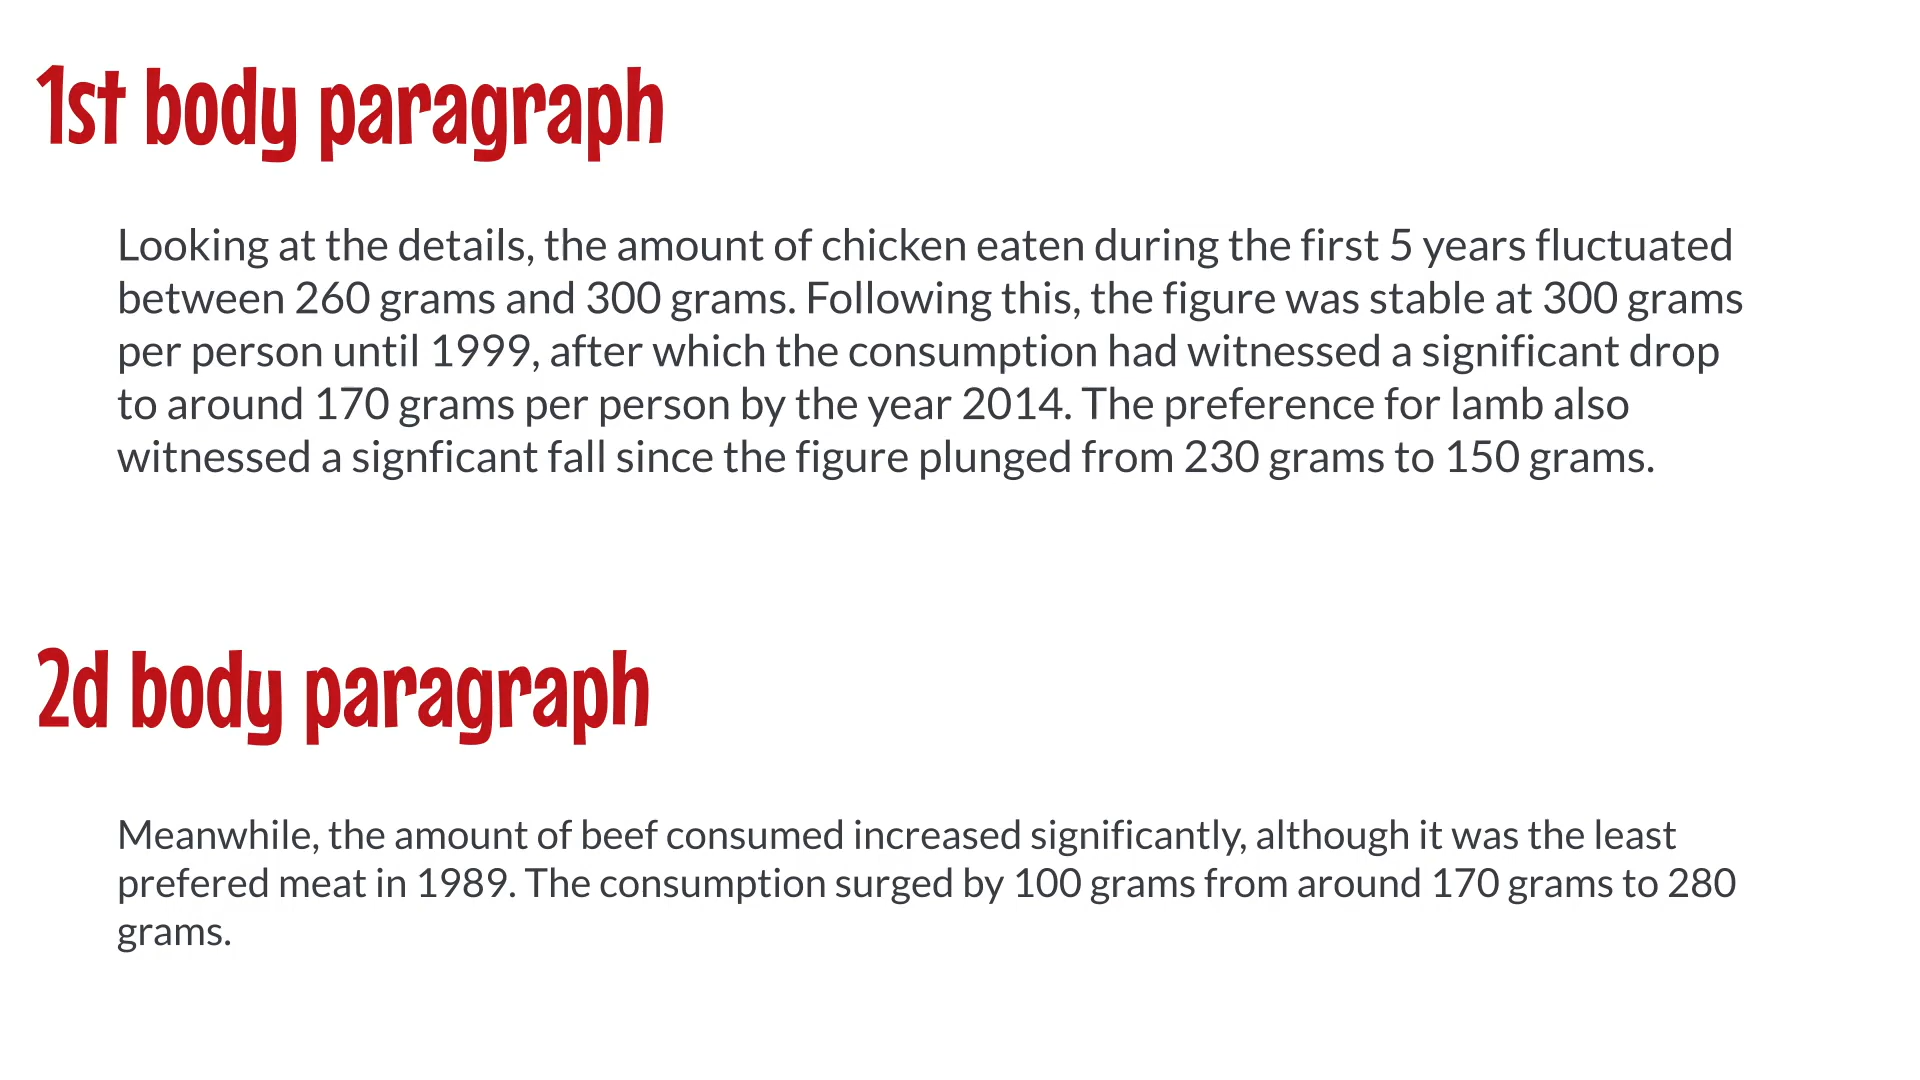 1st body paragraph
Looking at the details, the amount of chicken eaten during the first 5 years fluctuated
between 260 grams and 300 grams. Following this, the figure was stable at 300 grams
per person until 1999, after which the consumption had witnessed a significant drop
to around 170 grams per person by the year 2014. The preference for lamb also
witnessed a signficant fall since the figure plunged from 230 grams to 150 grams.
2d body paragraph
Meanwhile, the amount of beef consumed increased significantly, although it was the least
prefered meat in 1989. The consumption surged by 100 grams from around 170 grams to 280
grams.